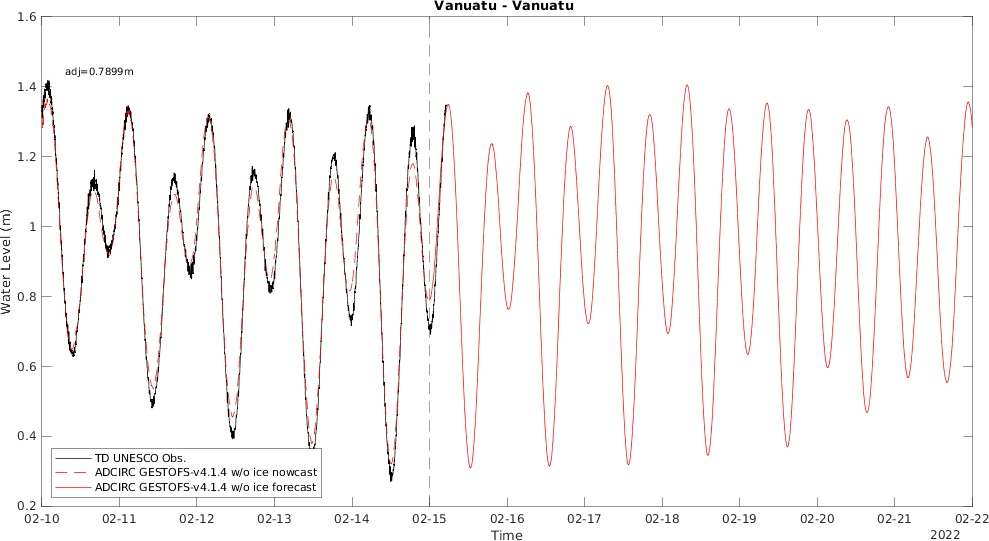 Vanuatu - Vanuatu
1.6
1.4
1.2
1
0.8
0.6
0.4
0.2
Water Level (m)
adj=0.7899m
TD UNESCO Obs.
ADCIRC GESTOFS-v4.1.4 w/o ice nowcast
ADCIRC GESTOFS-v4.1.4 w/o ice forecast
02-10 02-11 02-12 02-13 02-14 02-15 02-16 02-17 02-18 02-19 02-20 02-21 02-22
Time
2022